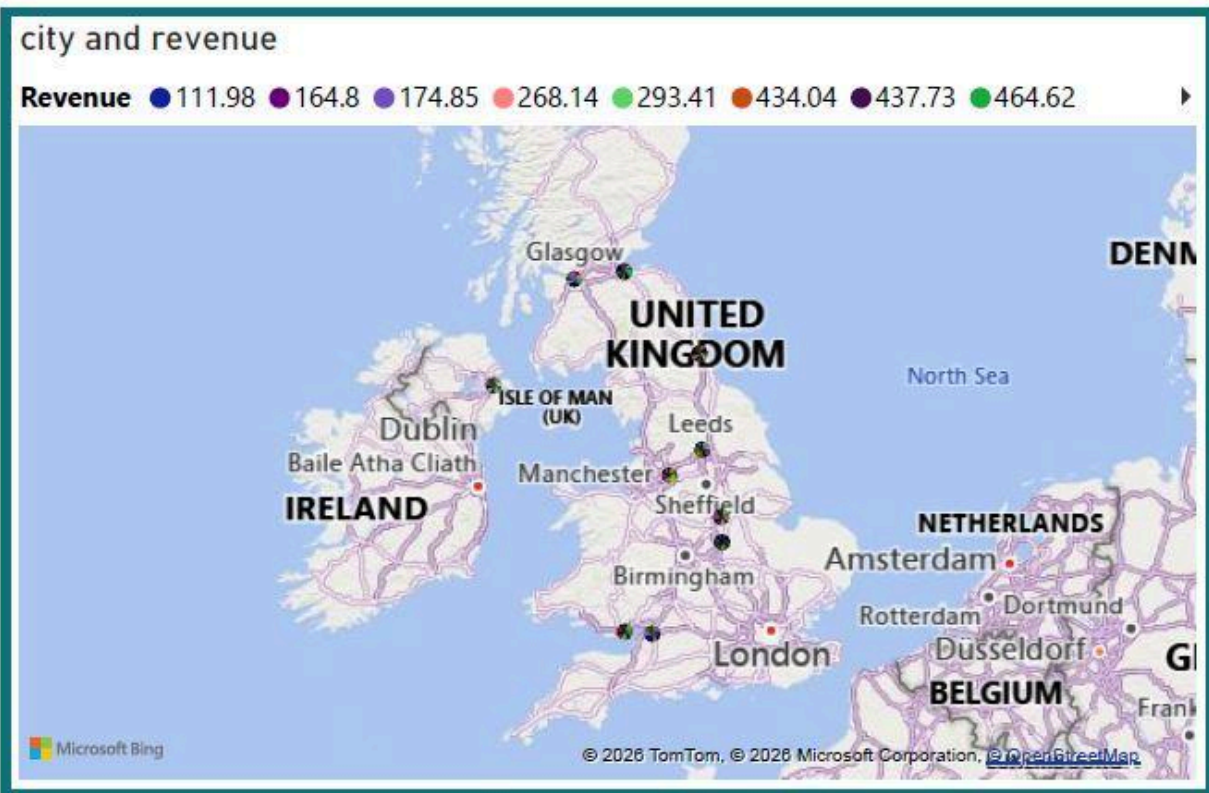 city and revenue
Revenue 111.98 164.8 174.85 268.14 293.41 434.04 437.73 464.62
Glasgow
DENM
UNITED
KINGDOM
North Sea
ISLE OF MAN
(UK)
Dublin
Leeds
Baile Atha Cliath
Manchester
IRELAND
Sheffield
NETHERLANDS
Amsterdam
Birmingham
Rotterdam
Dortmund
London
Düsseldorf
GI
BELGIUM
Frank
Microsoft Bing
© 2026 TomTom, © 2026 Microsoft Corporation, © OpenStreetMap